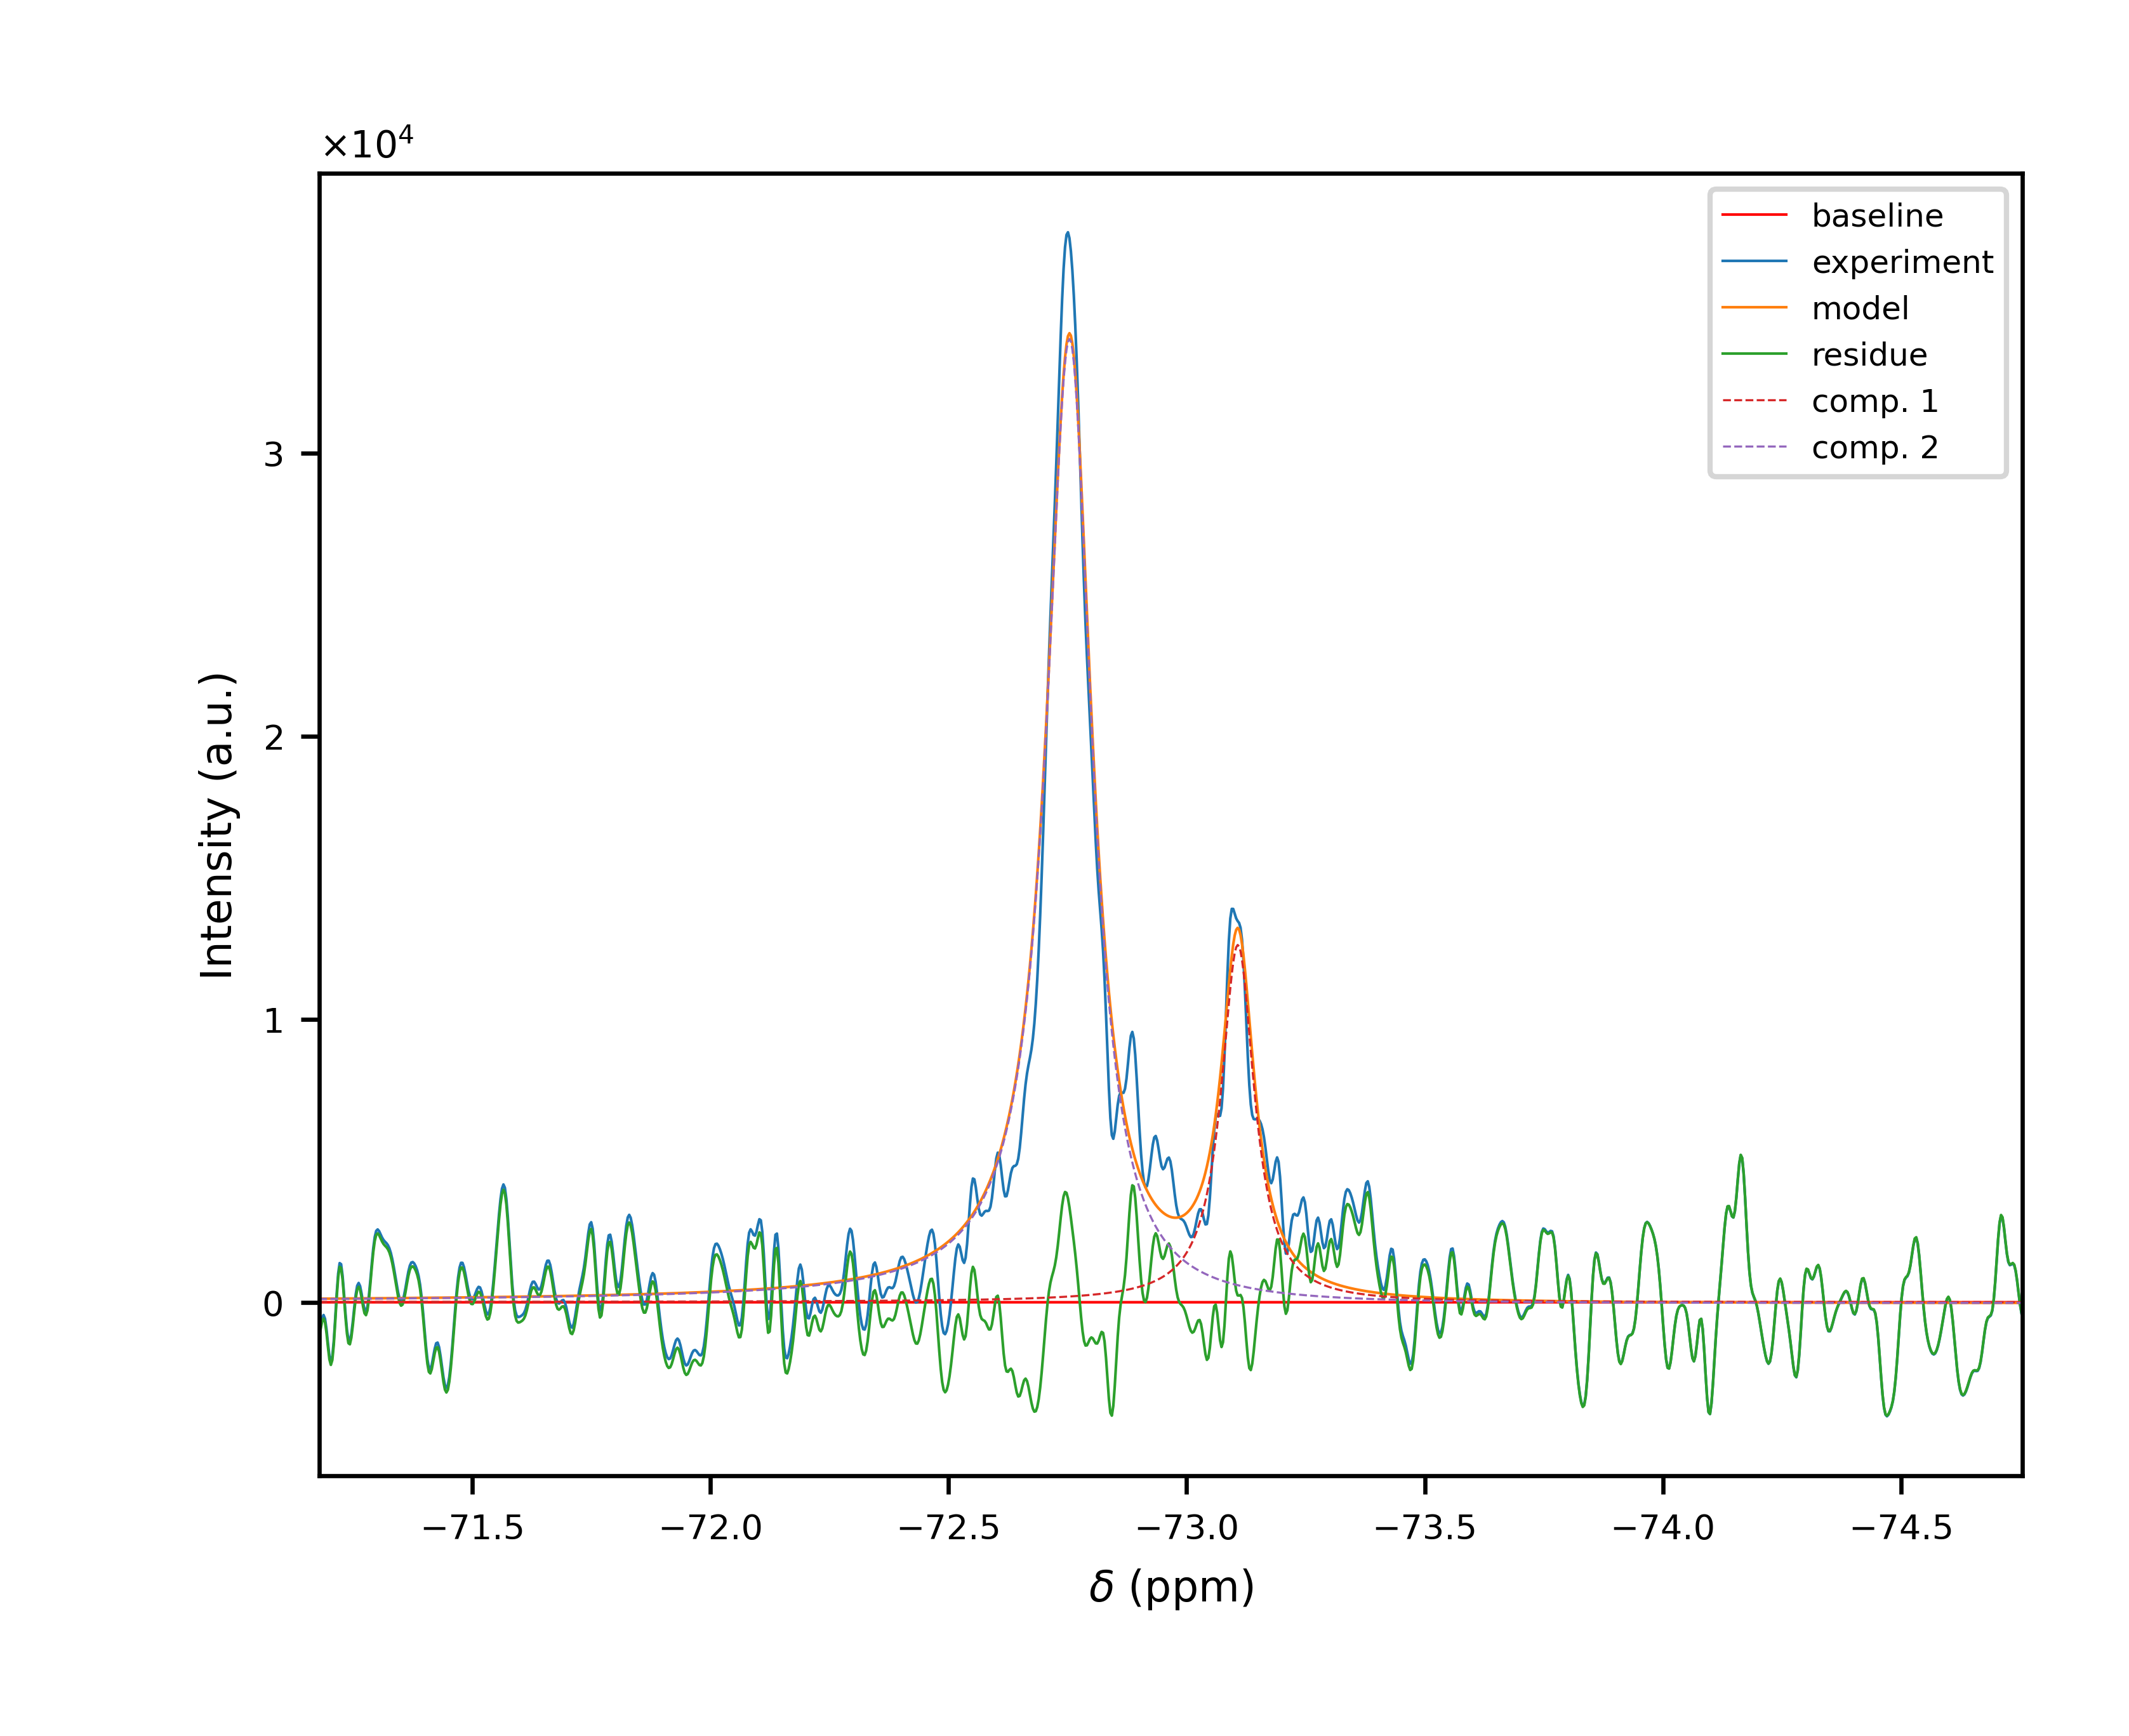 ×10⁴
baseline
experiment
model
residue
comp. 1
comp. 2
3
2
1
0
Intensity (a.u.)
−71.5 −72.0 −72.5 −73.0 −73.5 −74.0 −74.5
δ (ppm)